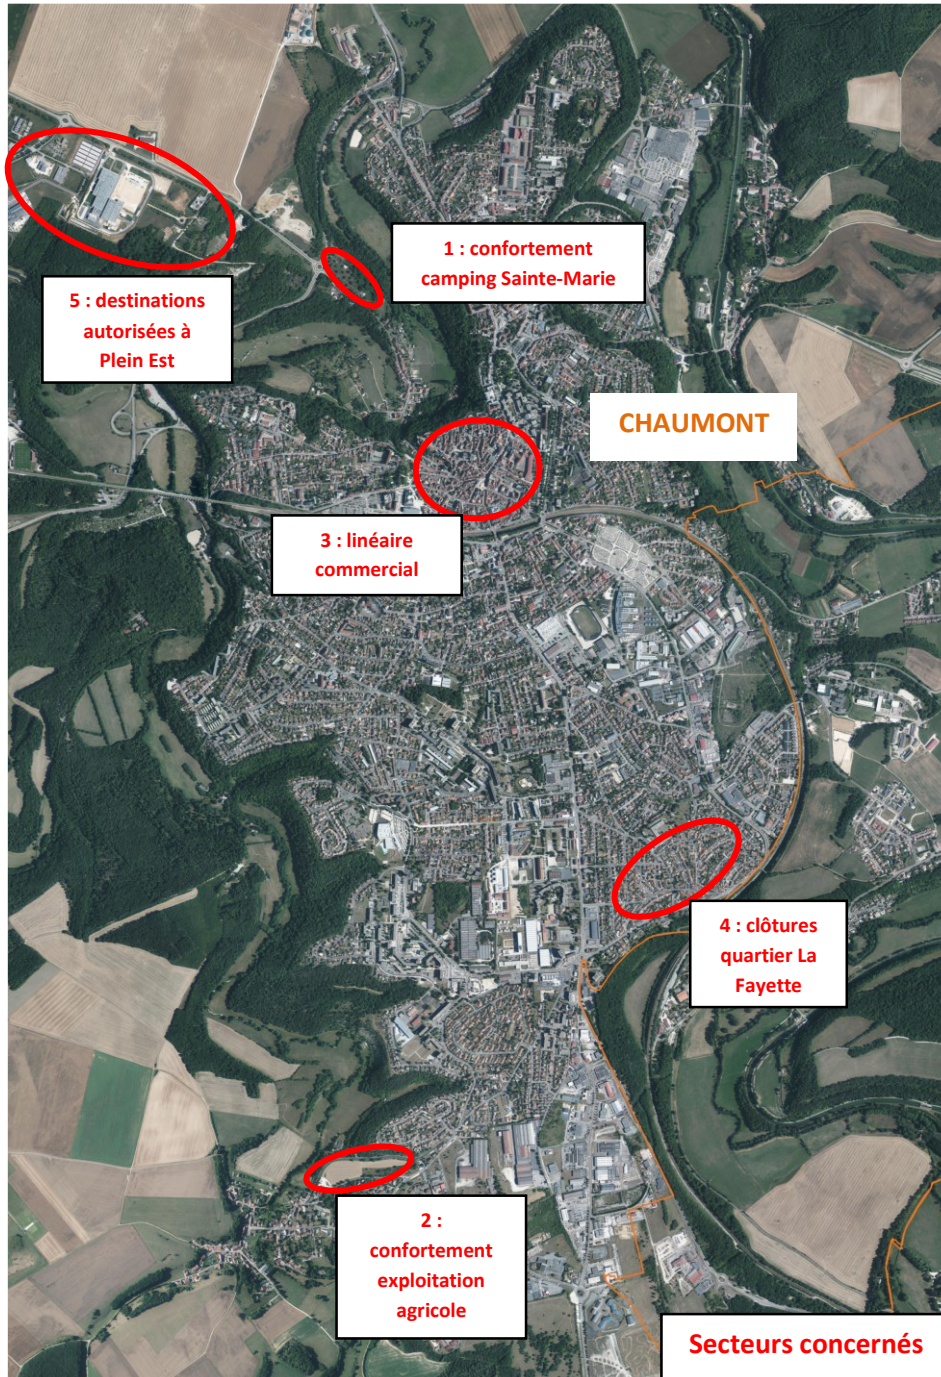 1 : confortement
camping Sainte-Marie
5 : destinations
autorisées à
Plein Est
CHAUMONT
3 : linéaire
commercial
4 : clôtures
quartier La
Fayette
2 :
confortement
exploitation
agricole
Secteurs concernés